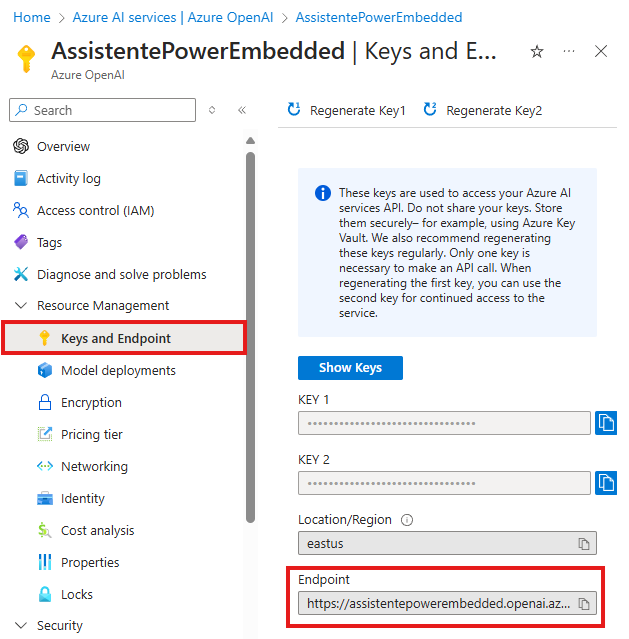 Home > Azure AI services | Azure OpenAI > AssistentePowerEmbedded >
AssistentePowerEmbedded | Keys and E...
Azure OpenAI
Search
Overview
Activity log
Access control (IAM)
Tags
Diagnose and solve problems
Resource Management
Keys and Endpoint
Model deployments
Encryption
Pricing tier
Networking
Identity
Cost analysis
Properties
Locks
Security
Regenerate Key1 Regenerate Key2
These keys are used to access your Azure AI
services API. Do not share your keys. Store
them securely– for example, using Azure Key
Vault. We also recommend regenerating
these keys regularly. Only one key is
necessary to make an API call. When
regenerating the first key, you can use the
second key for continued access to the
service.
Show Keys
KEY 1
••••••••••••••••••••••••••••••••
KEY 2
••••••••••••••••••••••••••••••••
Location/Region
eastus
Endpoint
https://assistentepowerembedded.openai.az...